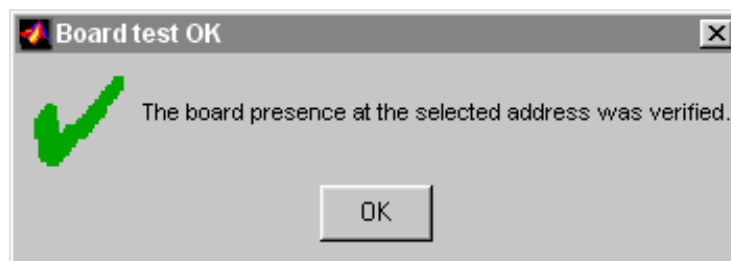 Board test OK
The board presence at the selected address was verified.
OK